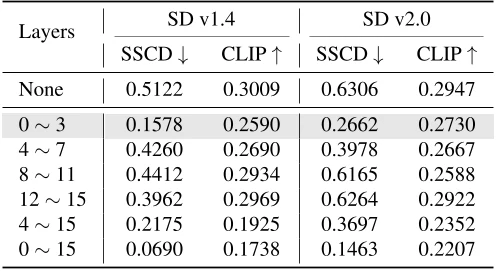 Layers SD v1.4 SD v2.0
SSCD ↓ CLIP ↑ SSCD ↓ CLIP ↑
None 0.5122 0.3009 0.6306 0.2947
0 ∼ 3 0.1578 0.2590 0.2662 0.2730
4 ∼ 7 0.4260 0.2690 0.3978 0.2667
8 ∼ 11 0.4412 0.2934 0.6165 0.2588
12 ∼ 15 0.3962 0.2969 0.6264 0.2922
4 ∼ 15 0.2175 0.1925 0.3697 0.2352
0 ∼ 15 0.0690 0.1738 0.1463 0.2207